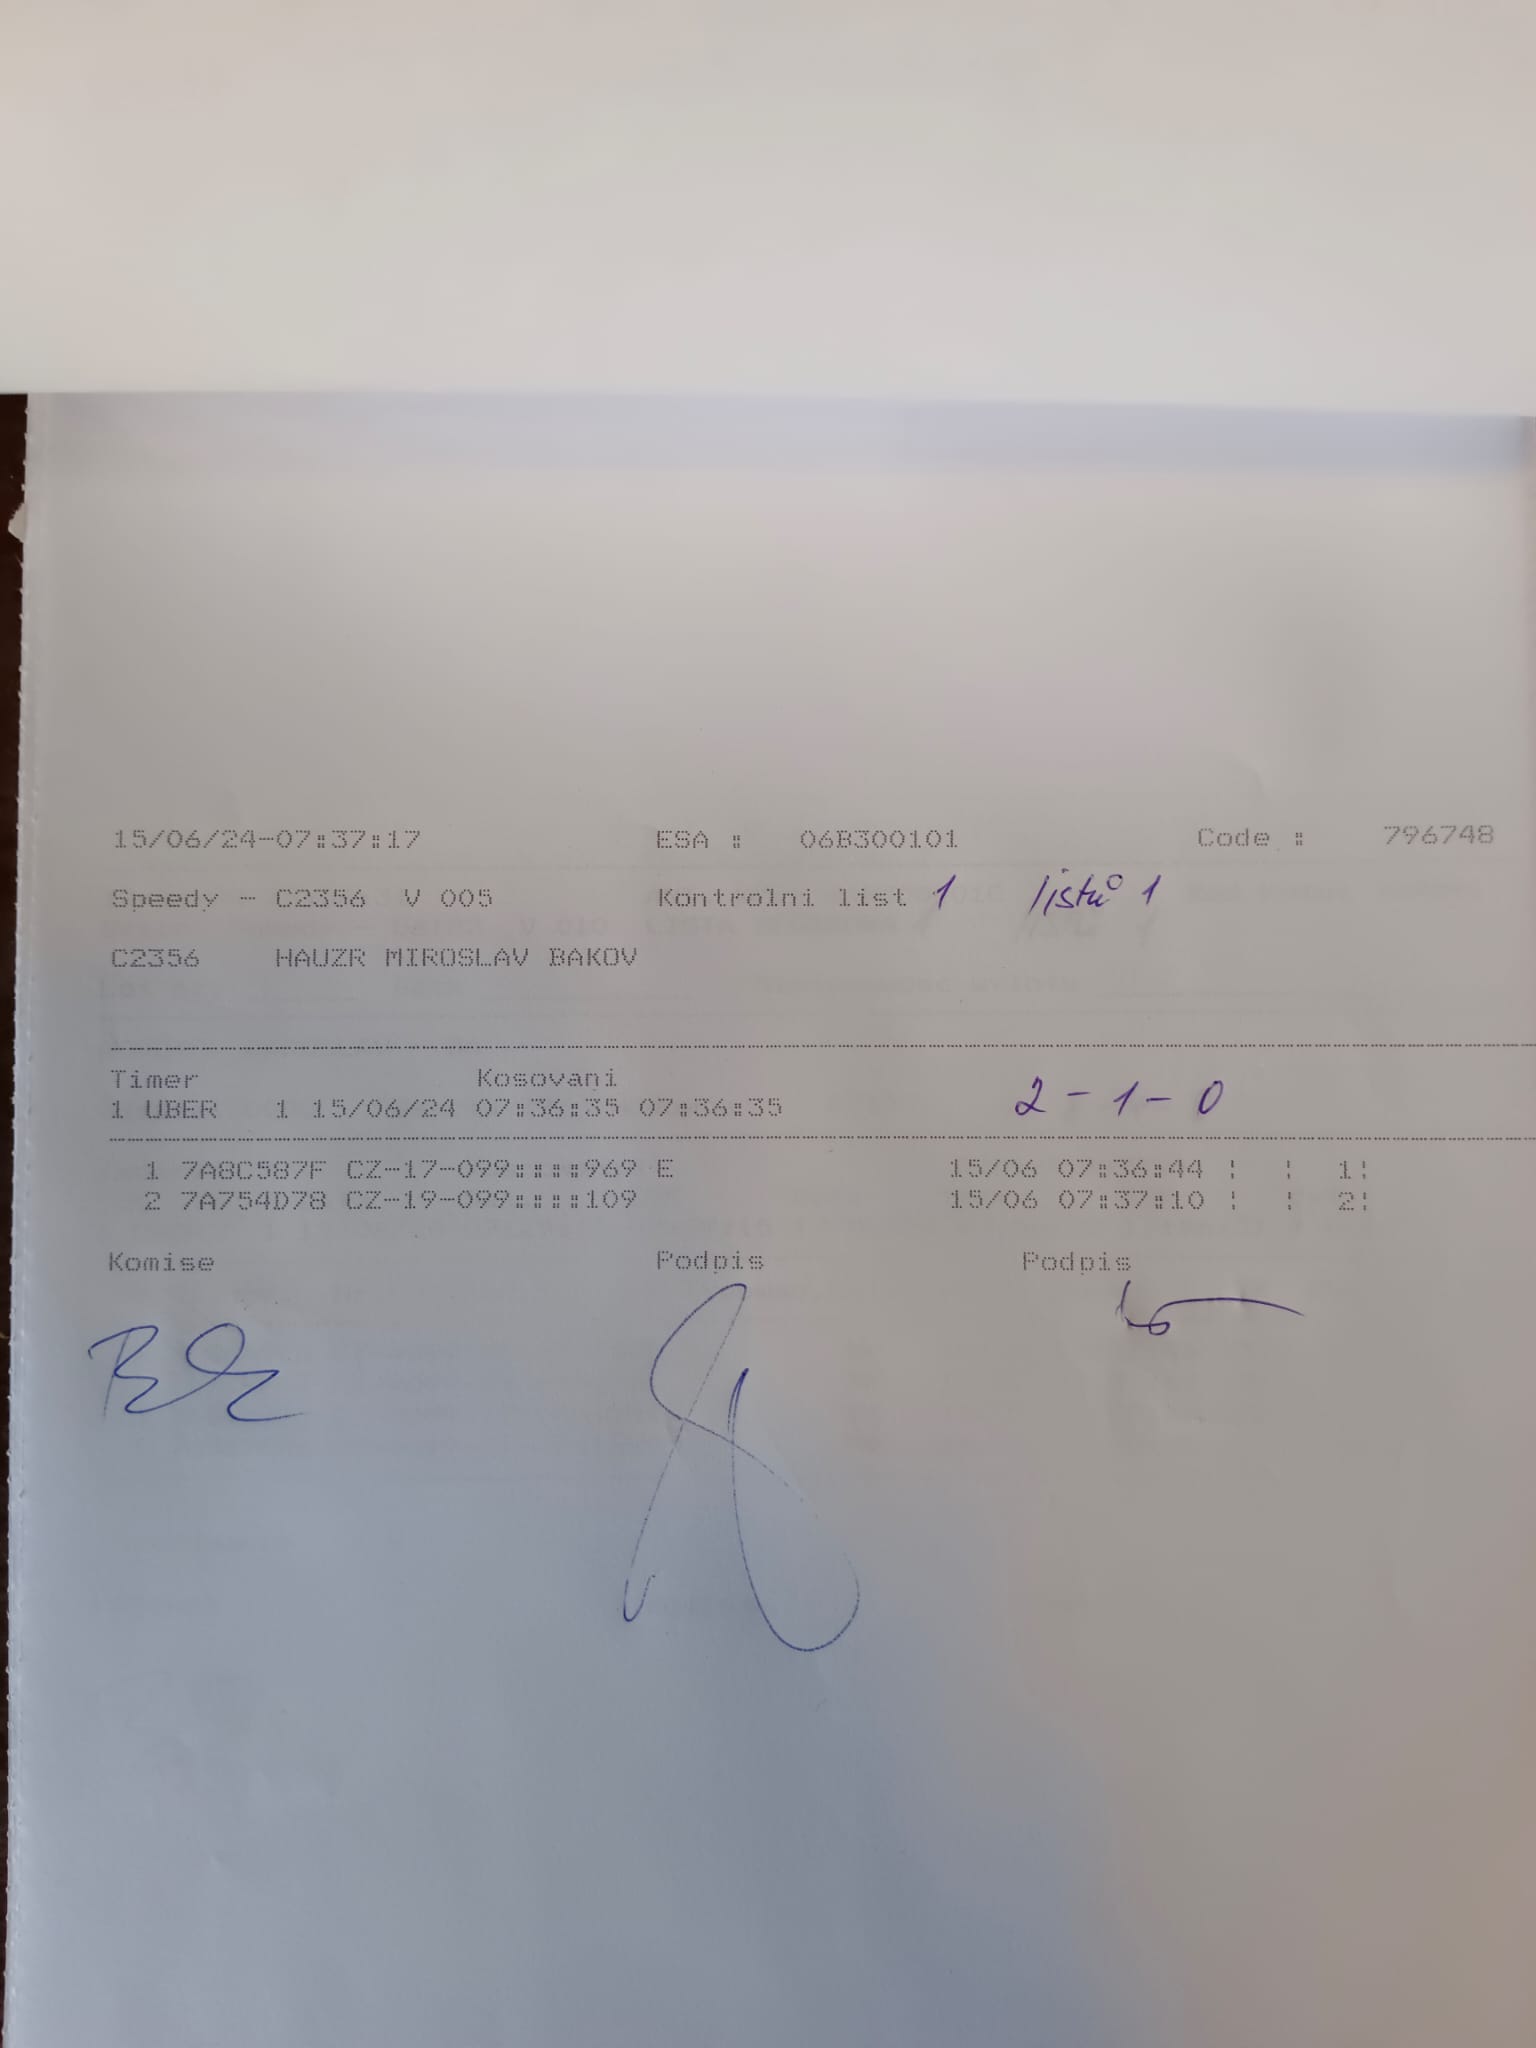 15/06/24-07:37:17 ESA : 06B300101 Code : 796748
Speedy - C2356 V 005 Kontrolni list 1 listů 1
C2356 HAUZR MIROSLAV BAKOV
Timer Kosovani
1 UBER 1 15/06/24 07:36:35 07:36:35 2-1-0
1 7A8C587F CZ-17-099::::969 E 15/06 07:36:44 ¦ ¦ 1¦
2 7A754D78 CZ-19-099::::109 15/06 07:37:10 ¦ ¦ 2¦
Komise Podpis Podpis